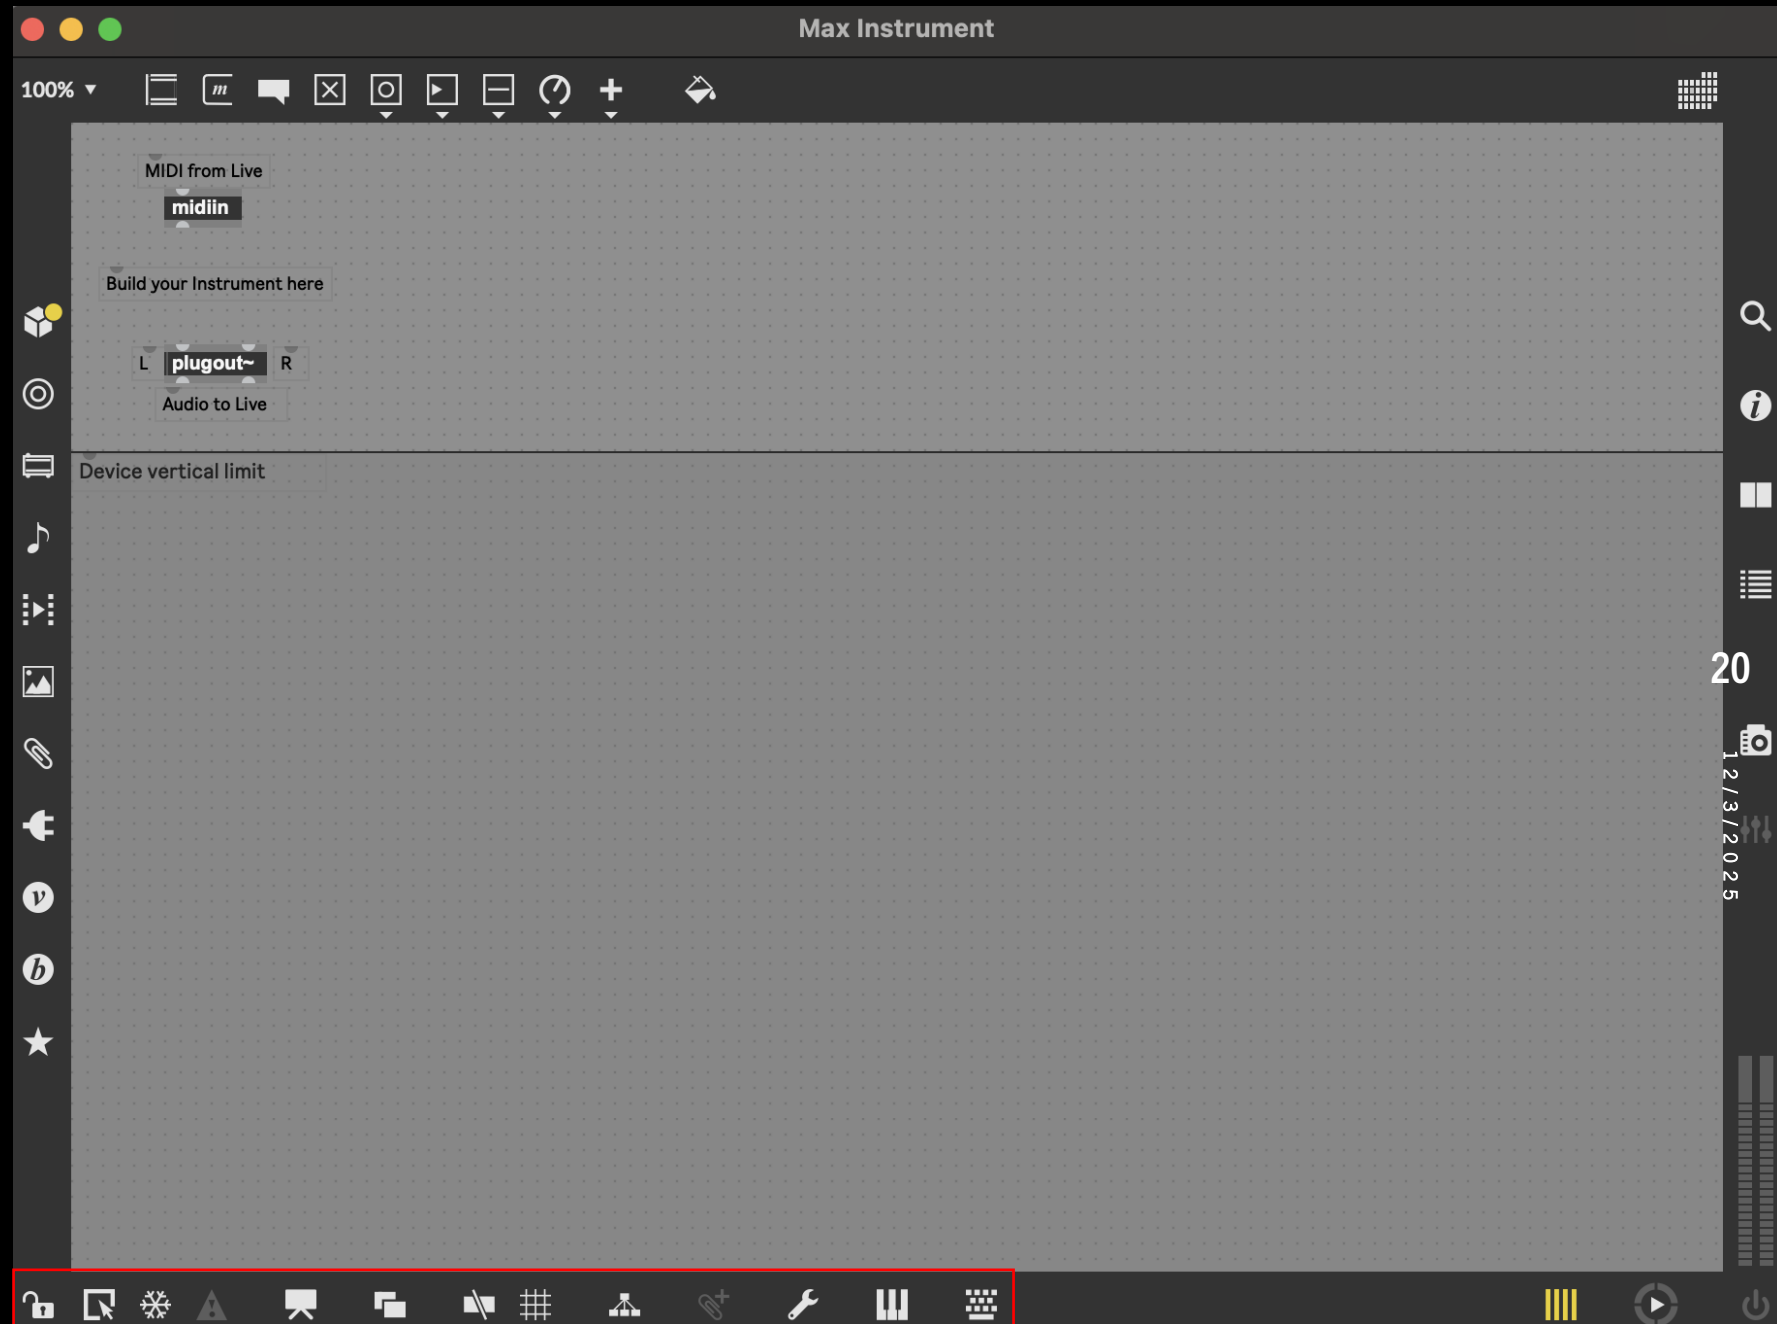 Max Instrument
100%
m
MIDI from Live
midiin
Build your Instrument here
L plugout~ R
Audio to Live
Device vertical limit
i
20
12/3/2025
v
b